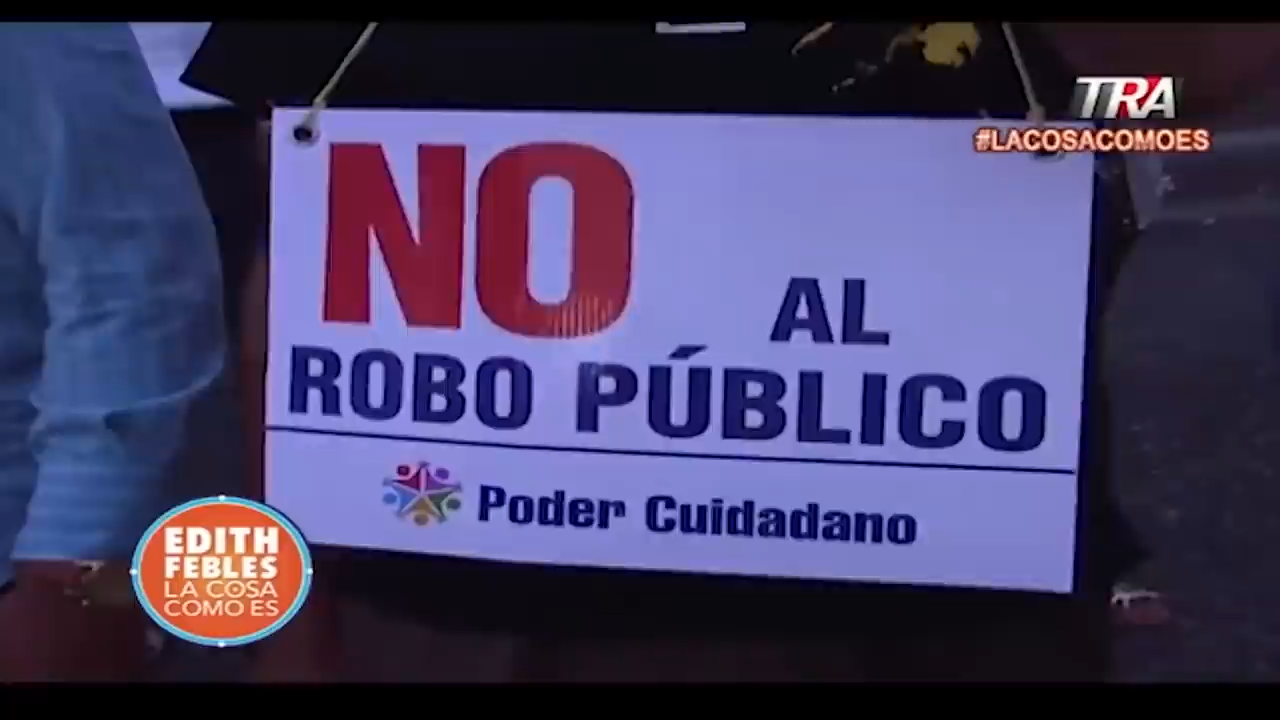 TRA
#LACOSACOMOES
NO
AL
ROBO PÚBLICO
Poder Cuidadano
EDITH
FEBLES
LA COSA
COMO ES